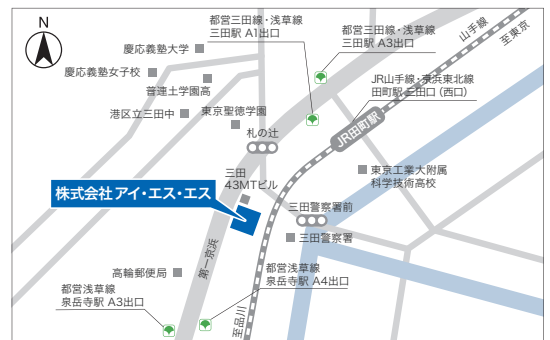 N
都営三田線・浅草線
三田駅 A1出口
都営三田線・浅草線
三田駅 A3出口
山手線
至東京
慶応義塾大学
慶応義塾女子校
普連土学園高
港区立三田中
東京聖徳学園
JR山手線・京浜東北線
田町駅 三田口（西口）
JR田町駅
札の辻
三田
43MTビル
東京工業大附属
科学技術高校
株式会社アイ・エス・エス
三田警察署前
三田警察署
第一京浜
高輪郵便局
都営浅草線
泉岳寺駅 A4出口
都営浅草線
泉岳寺駅 A3出口
至品川